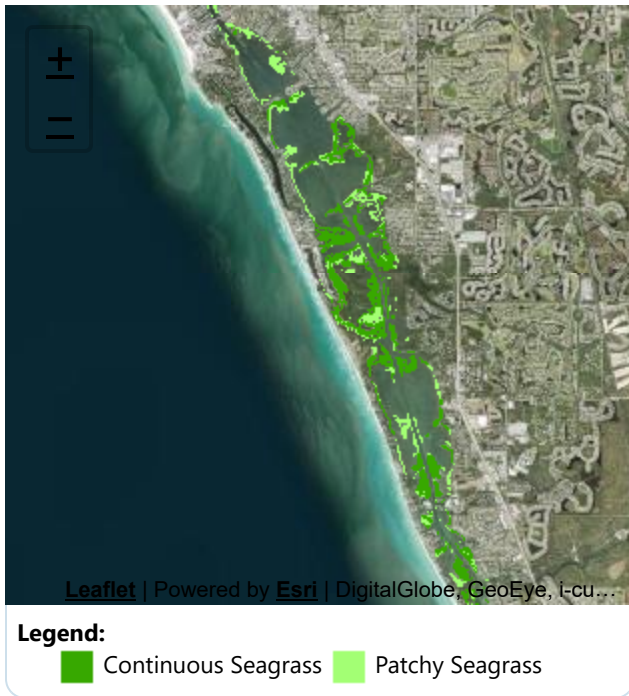 +
−
Leaflet | Powered by Esri | DigitalGlobe, GeoEye, i-cu…
Legend:
Continuous Seagrass Patchy Seagrass